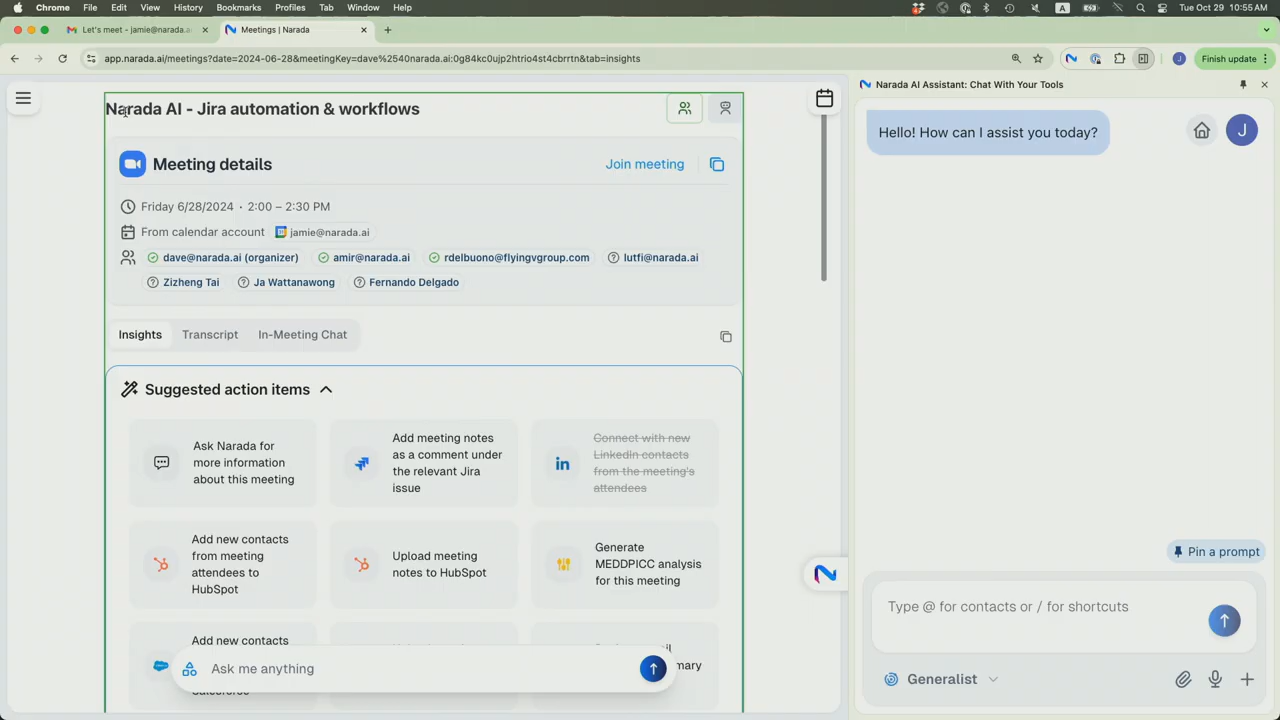 Chrome File Edit View History Bookmarks Profiles Tab Window Help
A Tue Oct 29 10:55 AM
Let's meet - jamie@narada.a
Meetings | Narada
app.narada.ai/meetings?date=2024-06-28&meetingKey=dave%2540narada.ai:0g84kc0ujp2htrio4st4cbrrtn&tab=insights
J
Finish update
Narada AI - Jira automation & workflows
Meeting details
Join meeting
Friday 6/28/2024 • 2:00 – 2:30 PM
From calendar account jamie@narada.ai
dave@narada.ai (organizer) amir@narada.ai rdelbuono@flyingvgroup.com lutfi@narada.ai
Zizheng Tai Ja Wattanawong Fernando Delgado
Insights Transcript In-Meeting Chat
Suggested action items
Ask Narada for
more information
about this meeting
Add meeting notes
as a comment under
the relevant Jira
issue
in
Connect with new
LinkedIn contacts
from the meeting's
attendees
Add new contacts
from meeting
attendees to
HubSpot
Upload meeting
notes to HubSpot
Generate
MEDDPICC analysis
for this meeting
Add new contacts
Ask me anything
Narada AI Assistant: Chat With Your Tools
Hello! How can I assist you today?
J
Pin a prompt
Type @ for contacts or / for shortcuts
Generalist